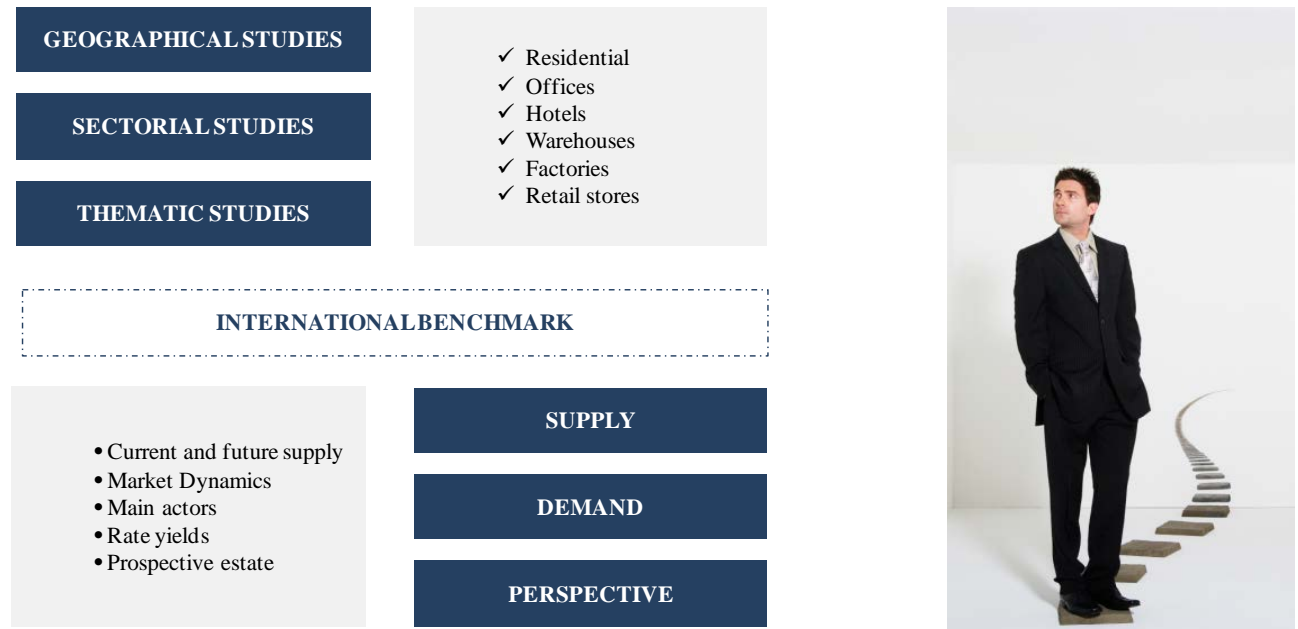 GEOGRAPHICAL STUDIES
SECTORIAL STUDIES
THEMATIC STUDIES
✓ Residential
✓ Offices
✓ Hotels
✓ Warehouses
✓ Factories
✓ Retail stores
INTERNATIONAL BENCHMARK
• Current and future supply
• Market Dynamics
• Main actors
• Rate yields
• Prospective estate
SUPPLY
DEMAND
PERSPECTIVE